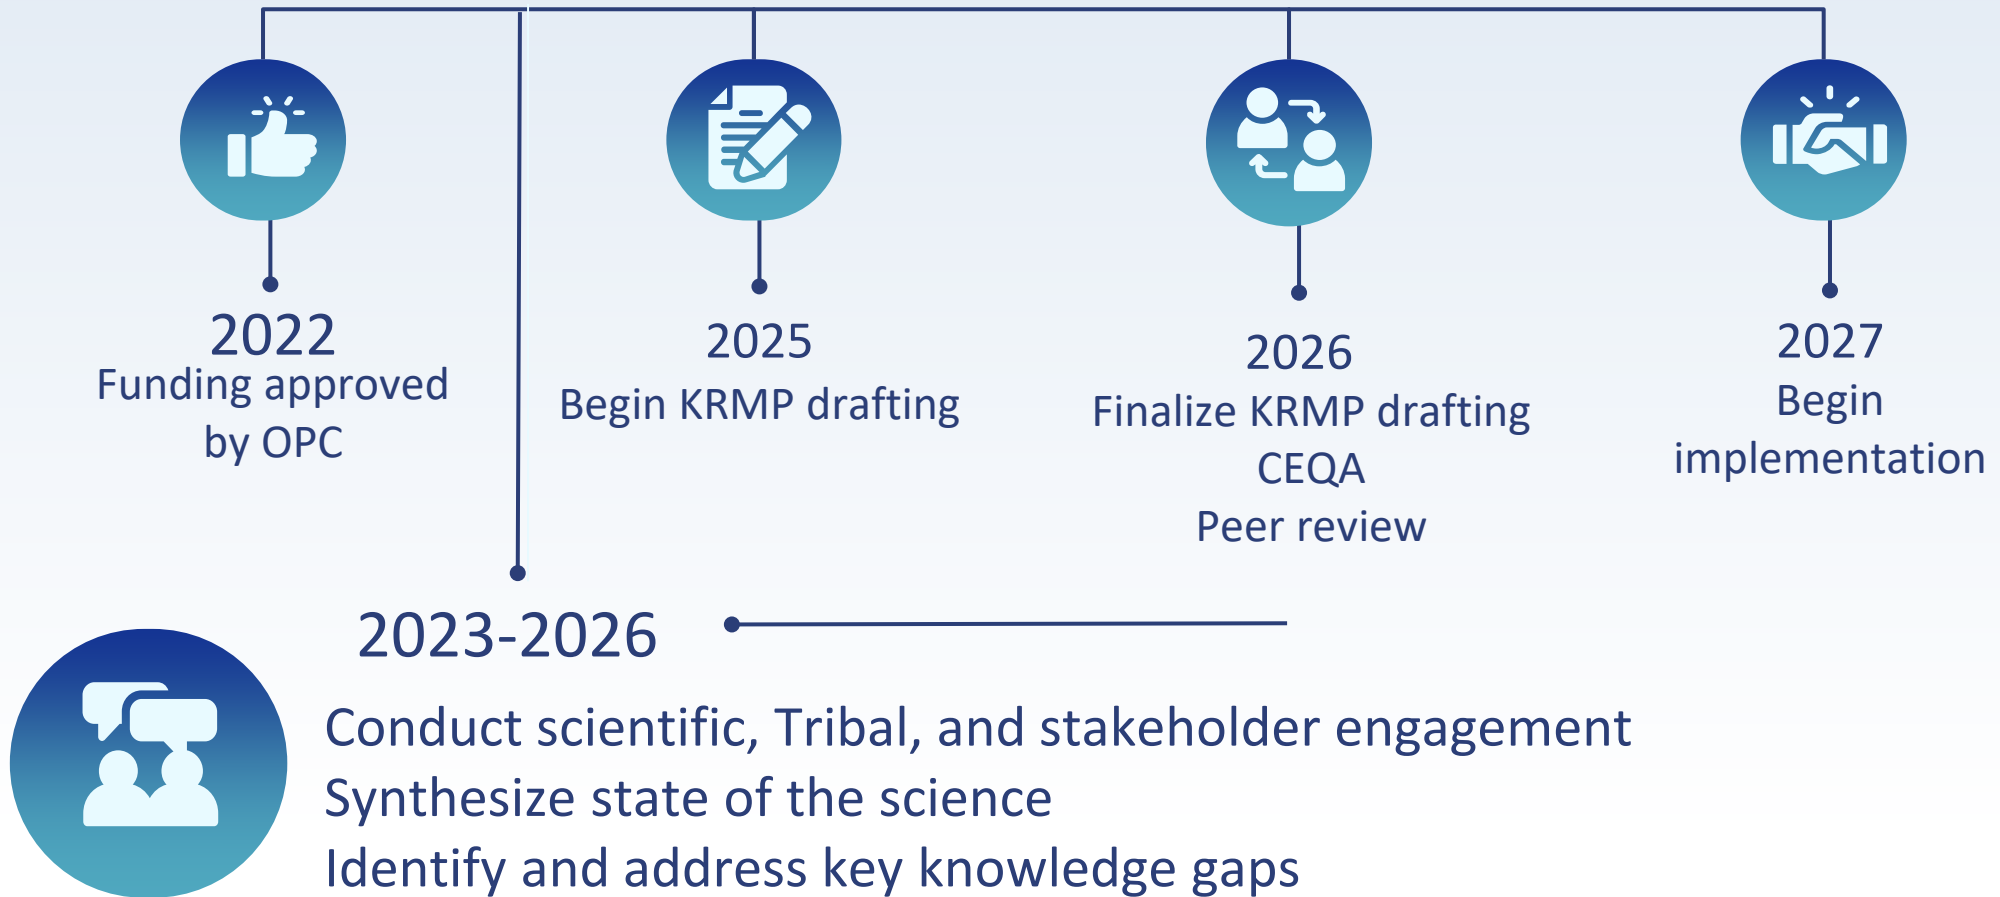 2022
Funding approved
by OPC
2025
Begin KRMP drafting
2026
Finalize KRMP drafting
CEQA
Peer review
2027
Begin
implementation
2023-2026
Conduct scientific, Tribal, and stakeholder engagement
Synthesize state of the science
Identify and address key knowledge gaps